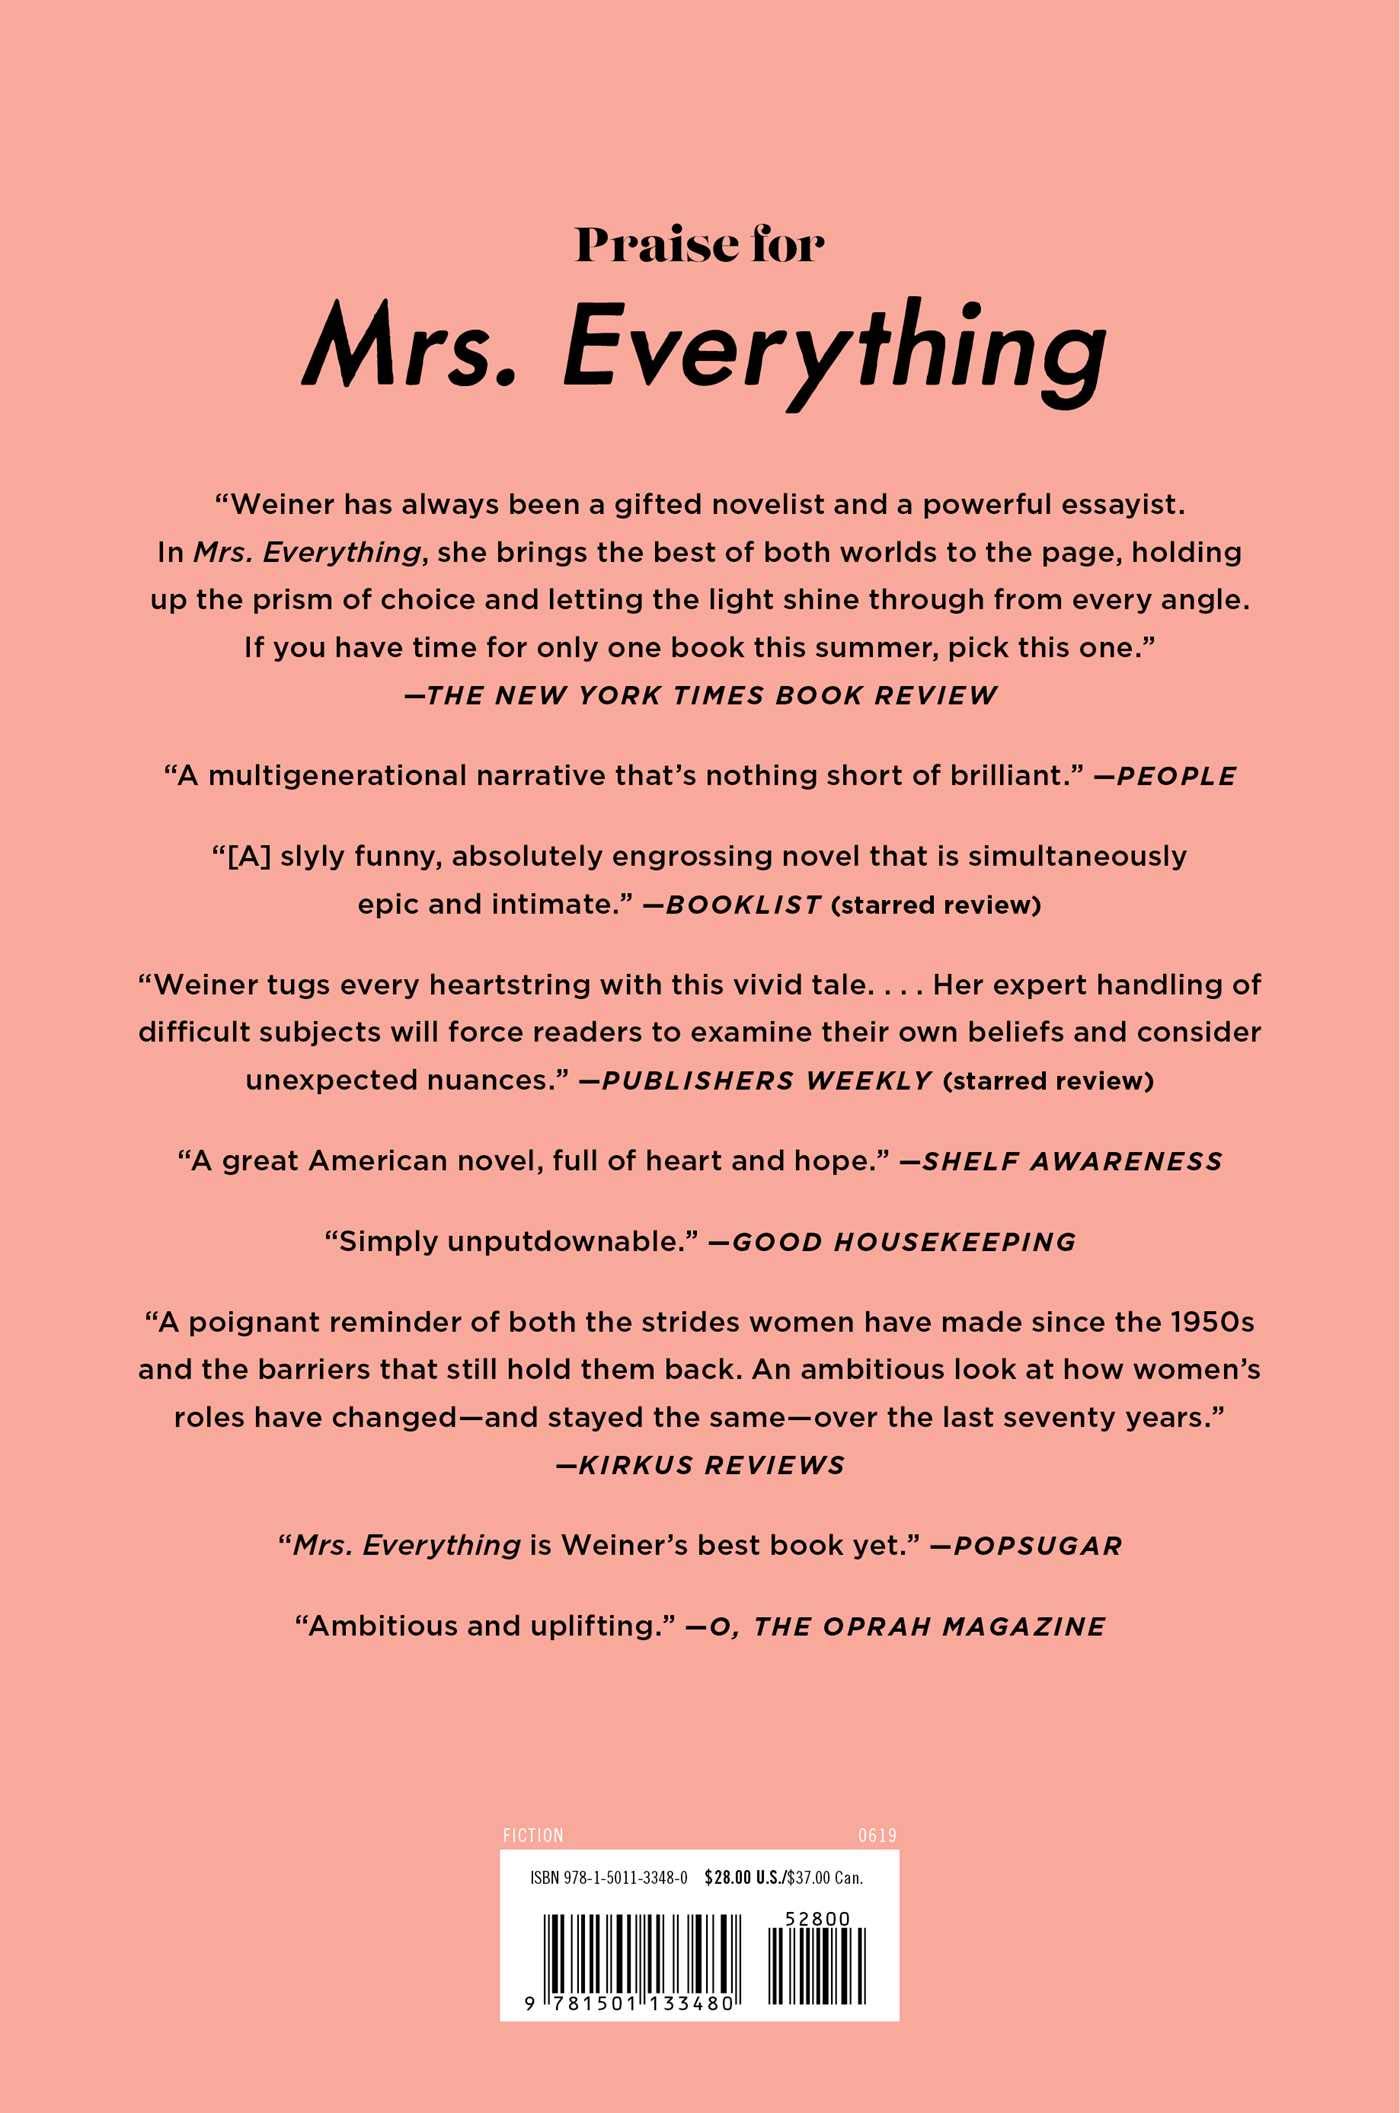 Praise for
Mrs. Everything
“Weiner has always been a gifted novelist and a powerful essayist.
In Mrs. Everything, she brings the best of both worlds to the page, holding
up the prism of choice and letting the light shine through from every angle.
If you have time for only one book this summer, pick this one.”
—THE NEW YORK TIMES BOOK REVIEW
“A multigenerational narrative that’s nothing short of brilliant.” —PEOPLE
“[A] slyly funny, absolutely engrossing novel that is simultaneously
epic and intimate.” —BOOKLIST (starred review)
“Weiner tugs every heartstring with this vivid tale. . . . Her expert handling of
difficult subjects will force readers to examine their own beliefs and consider
unexpected nuances.” —PUBLISHERS WEEKLY (starred review)
“A great American novel, full of heart and hope.” —SHELF AWARENESS
“Simply unputdownable.” —GOOD HOUSEKEEPING
“A poignant reminder of both the strides women have made since the 1950s
and the barriers that still hold them back. An ambitious look at how women’s
roles have changed—and stayed the same—over the last seventy years.”
—KIRKUS REVIEWS
“Mrs. Everything is Weiner’s best book yet.” —POPSUGAR
“Ambitious and uplifting.” —O, THE OPRAH MAGAZINE
FICTION 0619
ISBN 978-1-5011-3348-0 $28.00 U.S./$37.00 Can.
52800
9 781501 133480